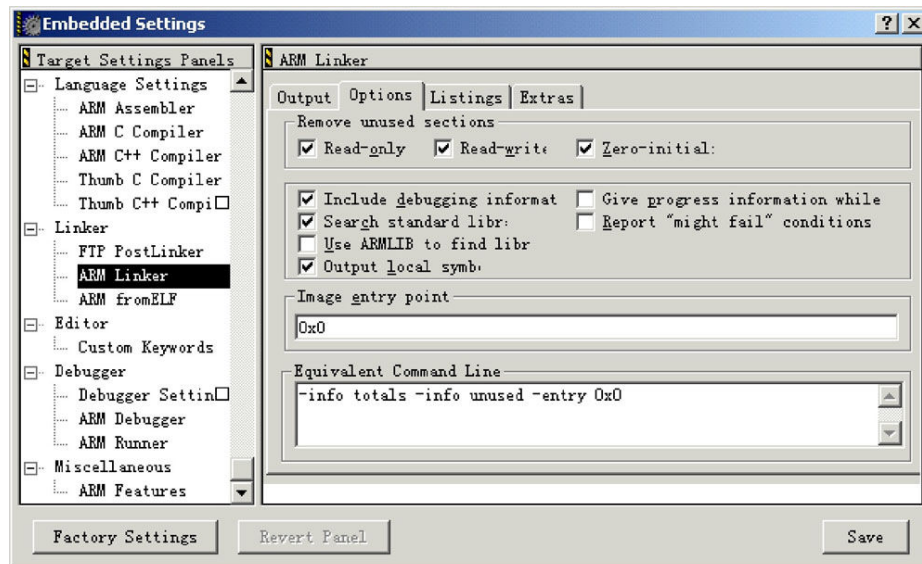 Embedded Settings
Target Settings Panels
Language Settings
ARM Assembler
ARM C Compiler
ARM C++ Compiler
Thumb C Compiler
Thumb C++ Compi
Linker
FTP PostLinker
ARM Linker
ARM fromELF
Editor
Custom Keywords
Debugger
Debugger Settin
ARM Debugger
ARM Runner
Miscellaneous
ARM Features
ARM Linker
Output Options Listings Extras
Remove unused sections
Read-only Read-write Zero-initial:
Include debugging informat Give progress information while
Search standard libr: Report "might fail" conditions
Use ARMLIB to find libr
Output local symb
Image entry point
0x0
Equivalent Command Line
-info totals -info unused -entry 0x0
Factory Settings Revert Panel Save